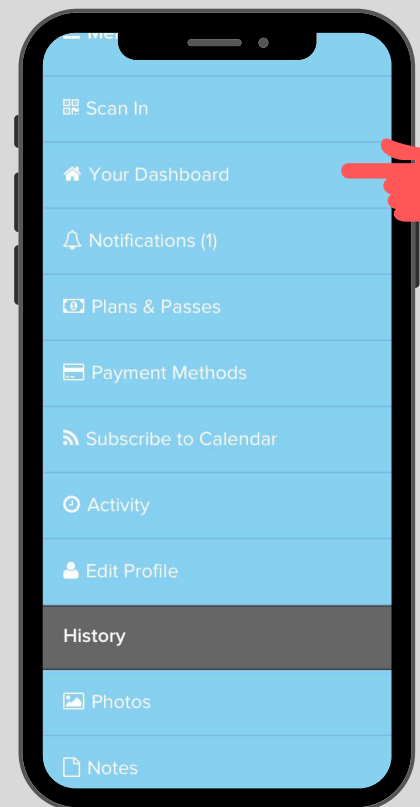 Scan In
Your Dashboard
Notifications (1)
Plans & Passes
Payment Methods
Subscribe to Calendar
Activity
Edit Profile
History
Photos
Notes